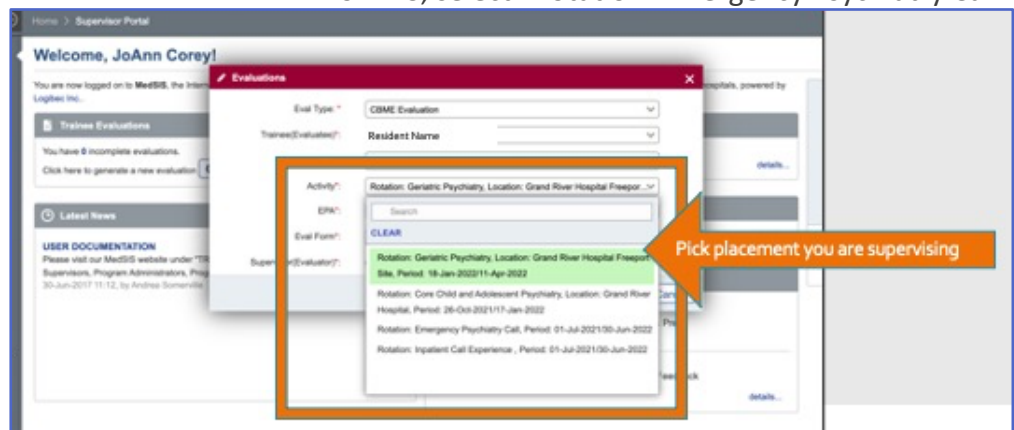 Home > Supervisor Portal
Welcome, JoAnn Corey!
You are now logged on to MedSIS, the Intern
hospitals, powered by
Logibec Inc..
Evaluations
Eval Type: *
CBME Evaluation
Trainee(Evaluatee)*:
Resident Name
Trainee Evaluations
You have 0 incomplete evaluations.
Click here to generate a new evaluation
details...
Activity*:
Rotation: Geriatric Psychiatry, Location: Grand River Hospital Freepor...
EPA*:
Search
CLEAR
Latest News
Eval Form*:
Pick placement you are supervising
USER DOCUMENTATION
Please visit our MedSIS website under "TR
Supervisors, Program Administrators, Prog
30-Jun-2017 11:12, by Andrea Somerville
Rotation: Geriatric Psychiatry, Location: Grand River Hospital Freeport
Site, Period: 18-Jan-2022/11-Apr-2022
Rotation: Core Child and Adolescent Psychiatry, Location: Grand River
Hospital, Period: 26-Oct-2021/17-Jan-2022
Rotation: Emergency Psychiatry Call, Period: 01-Jul-2021/30-Jun-2022
Rotation: Inpatient Call Experience , Period: 01-Jul-2021/30-Jun-2022
details...